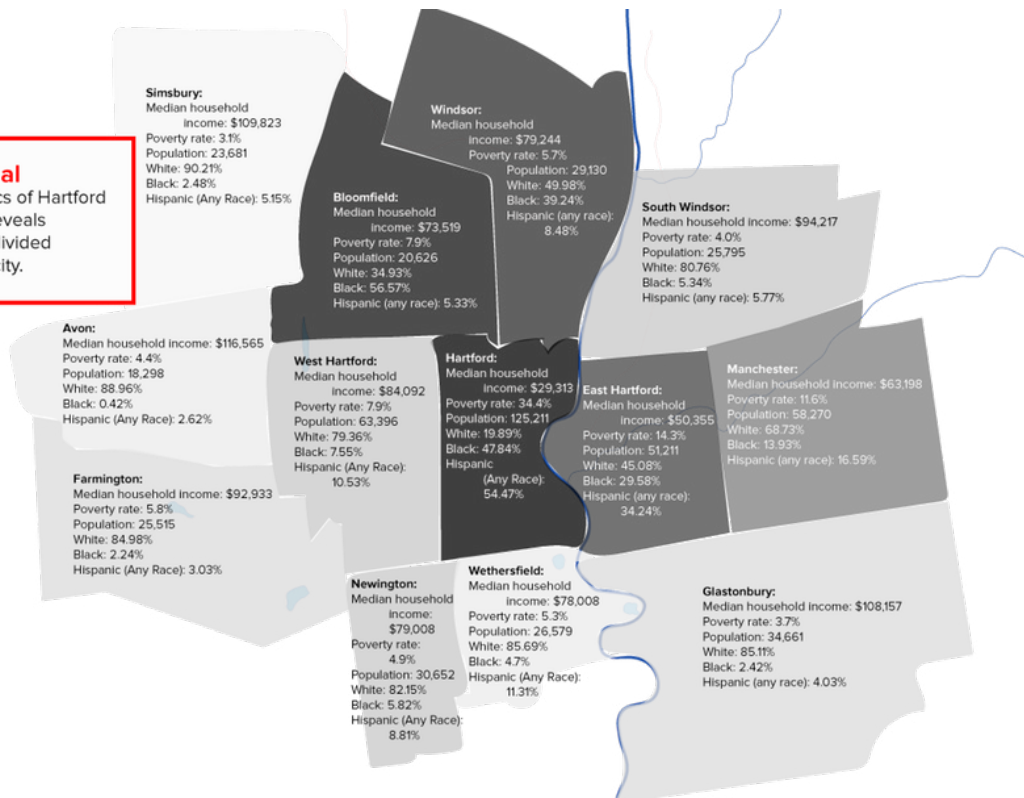 Simsbury:
Median household
income: $109,823
Poverty rate: 3.1%
Population: 23,681
White: 90.21%
Black: 2.48%
Hispanic (Any Race): 5.15%
al
cs of Hartford
eveals
divided
city.
Windsor:
Median household
income: $79,244
Poverty rate: 5.7%
Population: 29,130
White: 49.98%
Black: 39.24%
Hispanic (any race):
8.48%
Bloomfield:
Median household
income: $73,519
Poverty rate: 7.9%
Population: 20,626
White: 34.93%
Black: 56.57%
Hispanic (any race): 5.33%
South Windsor:
Median household income: $94,217
Poverty rate: 4.0%
Population: 25,795
White: 80.76%
Black: 5.34%
Hispanic (any race): 5.77%
Avon:
Median household income: $116,565
Poverty rate: 4.4%
Population: 18,298
White: 88.96%
Black: 0.42%
Hispanic (Any Race): 2.62%
West Hartford:
Median household
income: $84,092
Poverty rate: 7.9%
Population: 63,396
White: 79.36%
Black: 7.55%
Hispanic (Any Race):
10.53%
Hartford:
Median household
income: $29,313
Poverty rate: 34.4%
Population: 125,211
White: 19.89%
Black: 47.84%
Hispanic
(Any Race):
54.47%
East Hartford:
Median household
income: $50,355
Poverty rate: 14.3%
Population: 51,211
White: 45.08%
Black: 29.58%
Hispanic (any race):
34.24%
Manchester:
Median household income: $63,198
Poverty rate: 11.6%
Population: 58,270
White: 68.73%
Black: 13.93%
Hispanic (any race): 16.59%
Farmington:
Median household income: $92,933
Poverty rate: 5.8%
Population: 25,515
White: 84.98%
Black: 2.24%
Hispanic (Any Race): 3.03%
Newington:
Median household
income:
$79,008
Poverty rate:
4.9%
Population: 30,652
White: 82.15%
Black: 5.82%
Hispanic (Any Race):
8.81%
Wethersfield:
Median household
income: $78,008
Poverty rate: 5.3%
Population: 26,579
White: 85.69%
Black: 4.7%
Hispanic (Any Race):
11.31%
Glastonbury:
Median household income: $108,157
Poverty rate: 3.7%
Population: 34,661
White: 85.11%
Black: 2.42%
Hispanic (any race): 4.03%